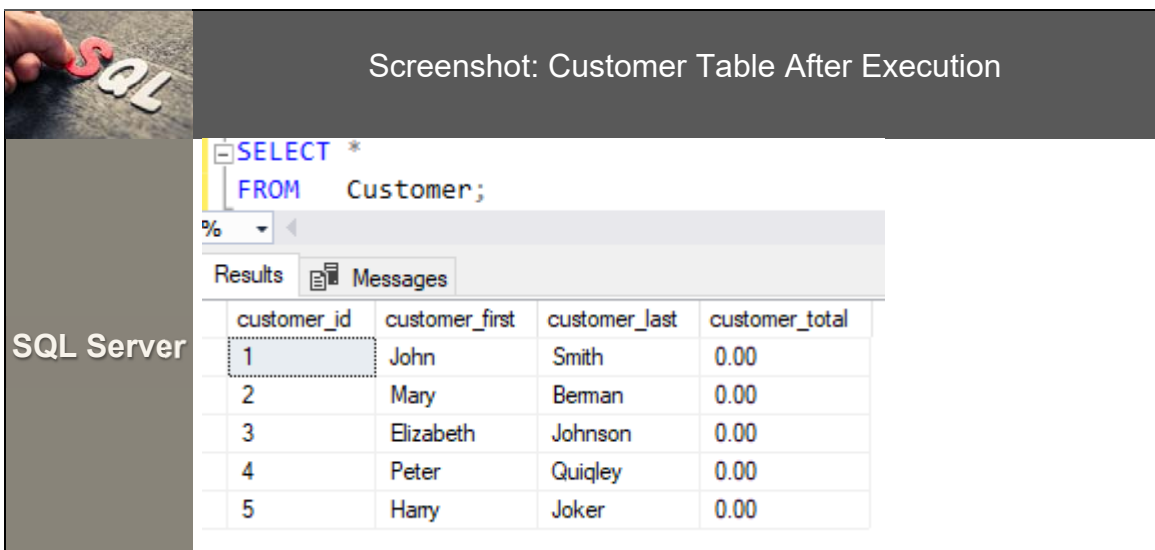 SQL
Screenshot: Customer Table After Execution
SQL Server
SELECT *
FROM Customer;
%
Results Messages
customer_id customer_first customer_last customer_total
1 John Smith 0.00
2 Mary Berman 0.00
3 Elizabeth Johnson 0.00
4 Peter Quigley 0.00
5 Harry Joker 0.00